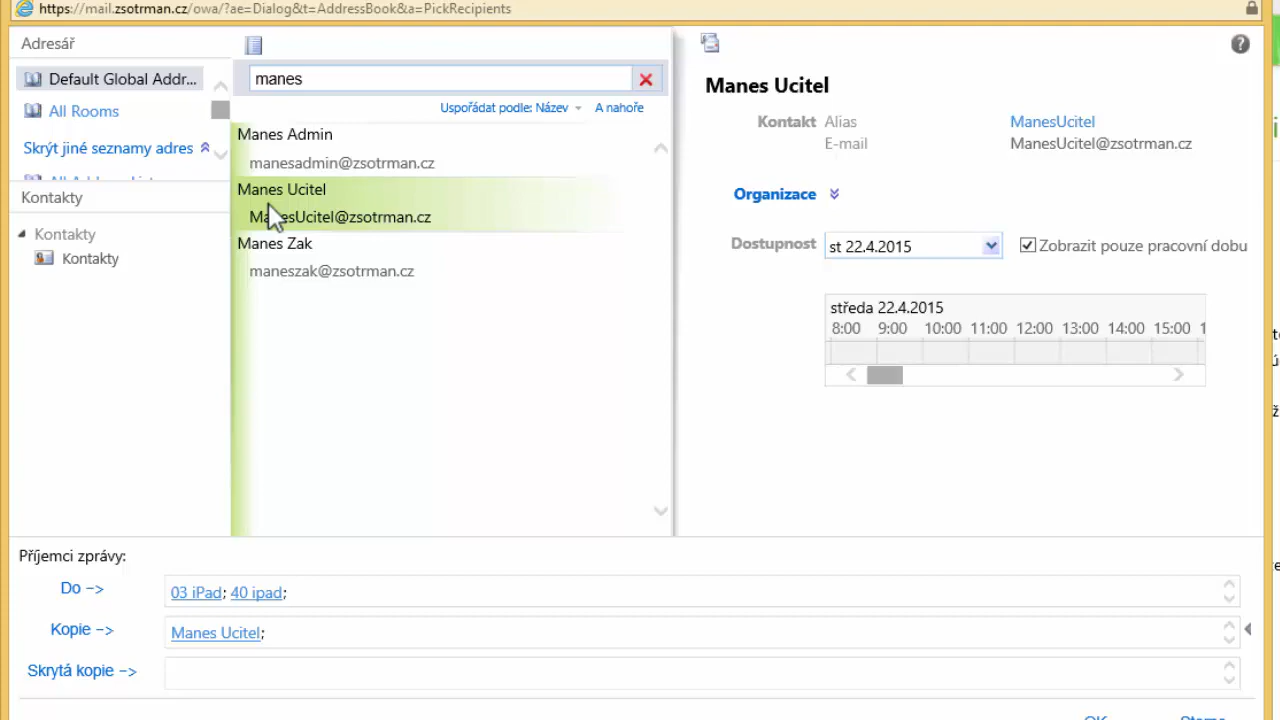 https://mail.zsotrman.cz/owa/?ae=Dialog&t=AddressBook&a=PickRecipients
Adresář
Default Global Addr...
All Rooms
Skrýt jiné seznamy adres
Kontakty
Kontakty
Kontakty
manes
Uspořádat podle: Název
A nahoře
Manes Admin
manesadmin@zsotrman.cz
Manes Ucitel
ManesUcitel@zsotrman.cz
Manes Zak
maneszak@zsotrman.cz
Manes Ucitel
Kontakt Alias ManesUcitel
E-mail ManesUcitel@zsotrman.cz
Organizace
Dostupnost st 22.4.2015 Zobrazit pouze pracovní dobu
středa 22.4.2015
8:00 9:00 10:00 11:00 12:00 13:00 14:00 15:00
Příjemci zprávy:
Do -> 03 iPad; 40 ipad;
Kopie -> Manes Ucitel;
Skrytá kopie ->